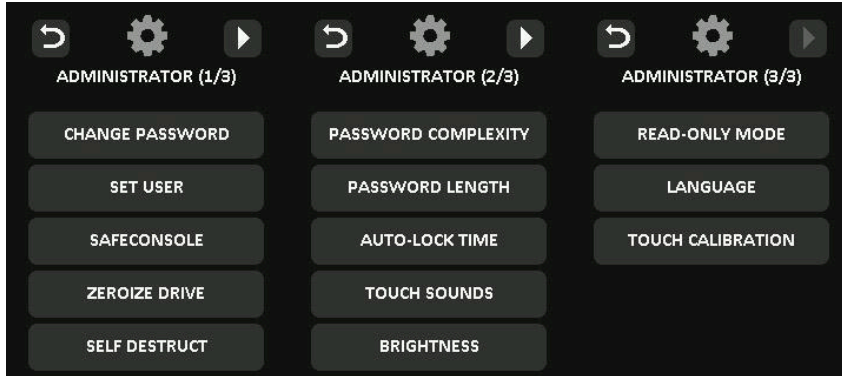 ADMINISTRATOR (1/3)
CHANGE PASSWORD
SET USER
SAFECONSOLE
ZEROIZE DRIVE
SELF DESTRUCT
ADMINISTRATOR (2/3)
PASSWORD COMPLEXITY
PASSWORD LENGTH
AUTO-LOCK TIME
TOUCH SOUNDS
BRIGHTNESS
ADMINISTRATOR (3/3)
READ-ONLY MODE
LANGUAGE
TOUCH CALIBRATION